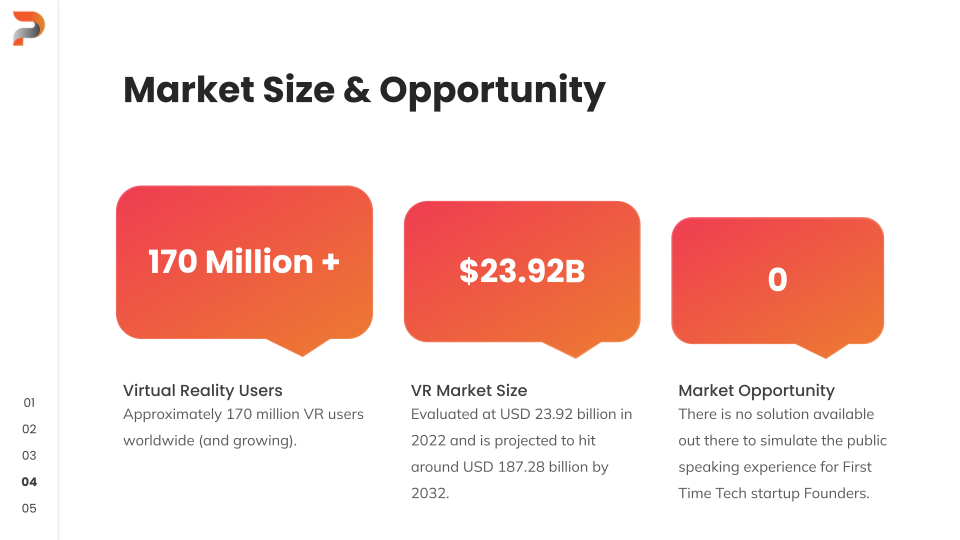 Market Size & Opportunity
170 Million +
$23.92B
0
Virtual Reality Users
Approximately 170 million VR users
worldwide (and growing).
VR Market Size
Evaluated at USD 23.92 billion in
2022 and is projected to hit
around USD 187.28 billion by
2032.
Market Opportunity
There is no solution available
out there to simulate the public
speaking experience for First
Time Tech startup Founders.
01
02
03
04
05